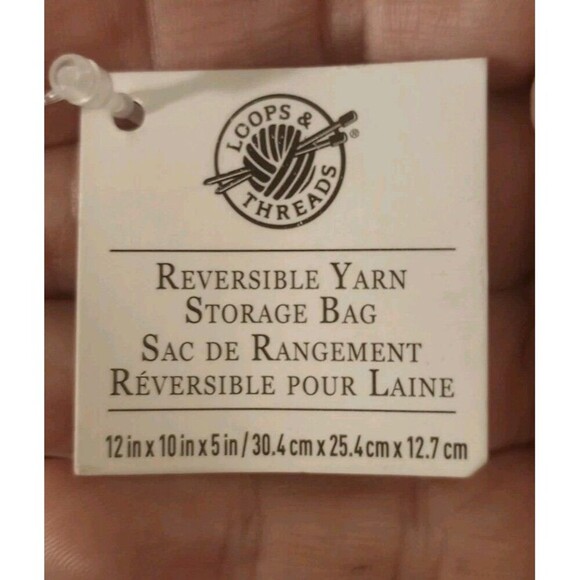 LOOPS &
THREADS®
REVERSIBLE YARN
STORAGE BAG
SAC DE RANGEMENT
RÉVERSIBLE POUR LAINE
12 in x 10 in x 5 in / 30.4 cm x 25.4 cm x 12.7 cm